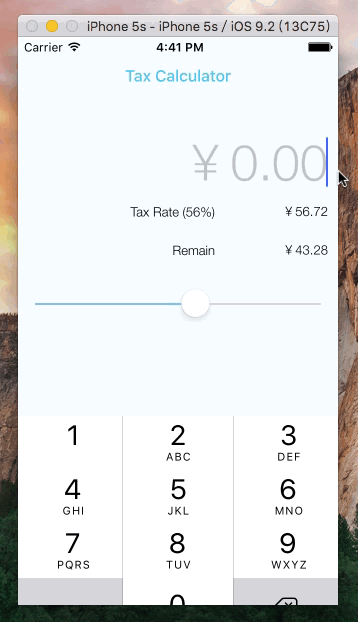 iPhone 5s - iPhone 5s / iOS 9.2 (13C75)
Carrier 4:41 PM
Tax Calculator
¥ 0.00
Tax Rate (56%) ¥ 56.72
Remain ¥ 43.28
1 2 3
ABC DEF
4 5 6
GHI JKL MNO
7 8 9
PQRS TUV WXYZ
0